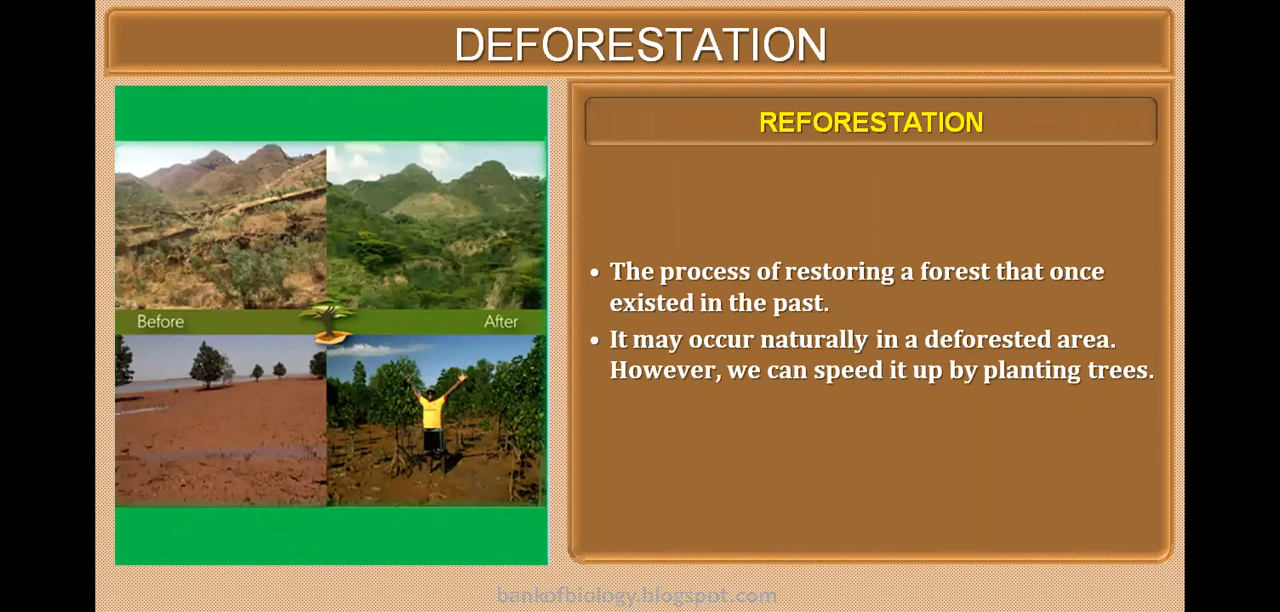 DEFORESTATION
REFORESTATION
• The process of restoring a forest that once
existed in the past.
• It may occur naturally in a deforested area.
However, we can speed it up by planting trees.
Before
After
bankofbiology.blogspot.com